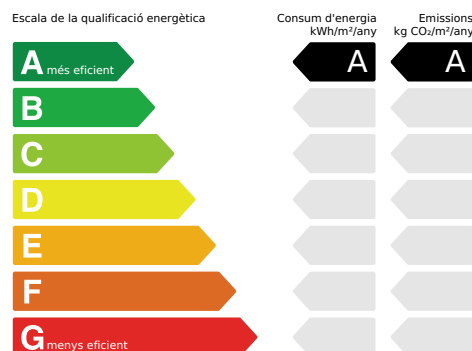 Escala de la qualificació energètica
Consum d'energia
kWh/m²/any
Emissions
kg CO₂/m²/any
A més eficient
A
A
B
C
D
E
F
G menys eficient